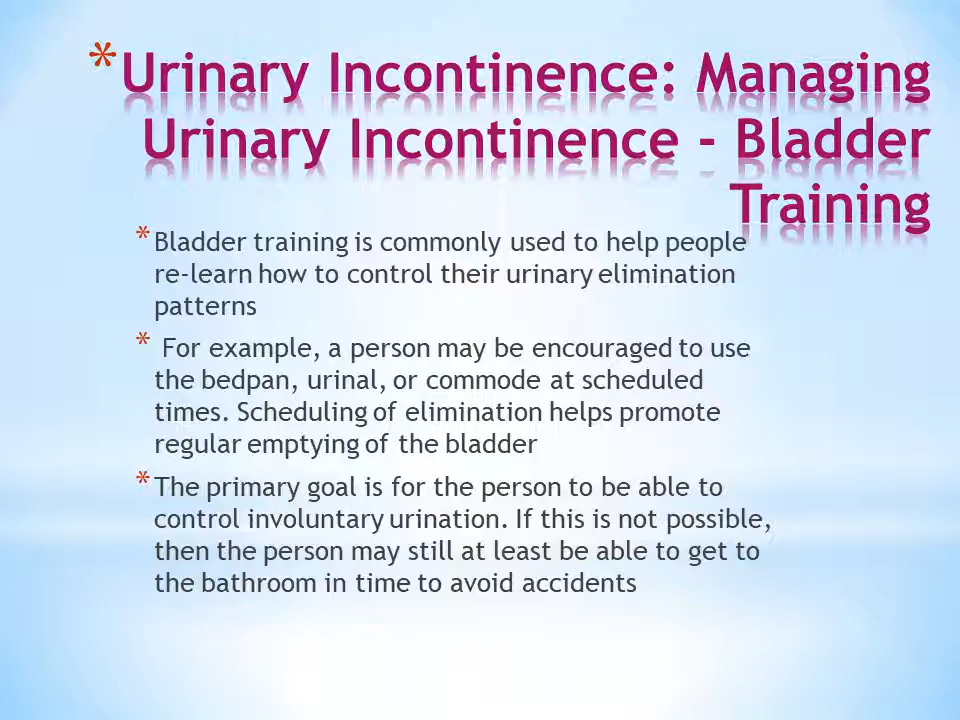 * Urinary Incontinence: Managing
Urinary Incontinence - Bladder
Training
* Bladder training is commonly used to help people
re-learn how to control their urinary elimination
patterns
* For example, a person may be encouraged to use
the bedpan, urinal, or commode at scheduled
times. Scheduling of elimination helps promote
regular emptying of the bladder
* The primary goal is for the person to be able to
control involuntary urination. If this is not possible,
then the person may still at least be able to get to
the bathroom in time to avoid accidents